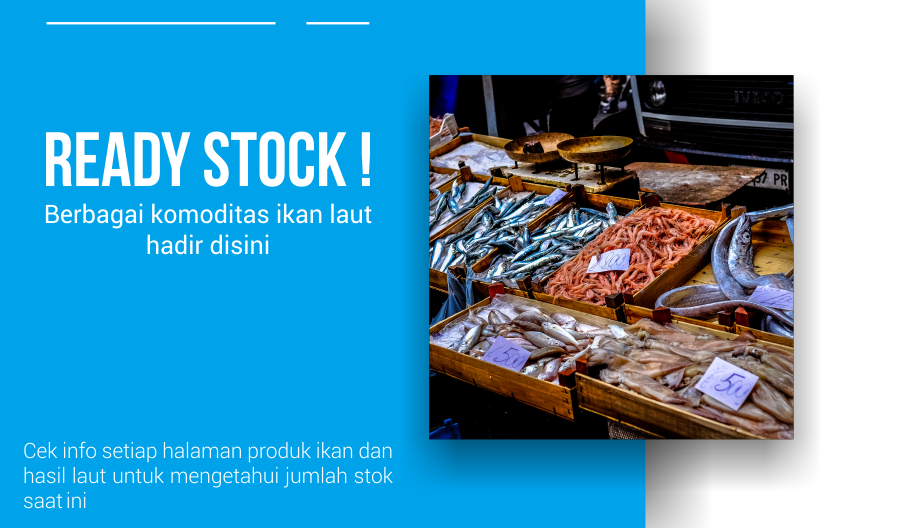 READY STOCK !
Berbagai komoditas ikan laut
hadir disini
Cek info setiap halaman produk ikan dan
hasil laut untuk mengetahui jumlah stok
saat ini